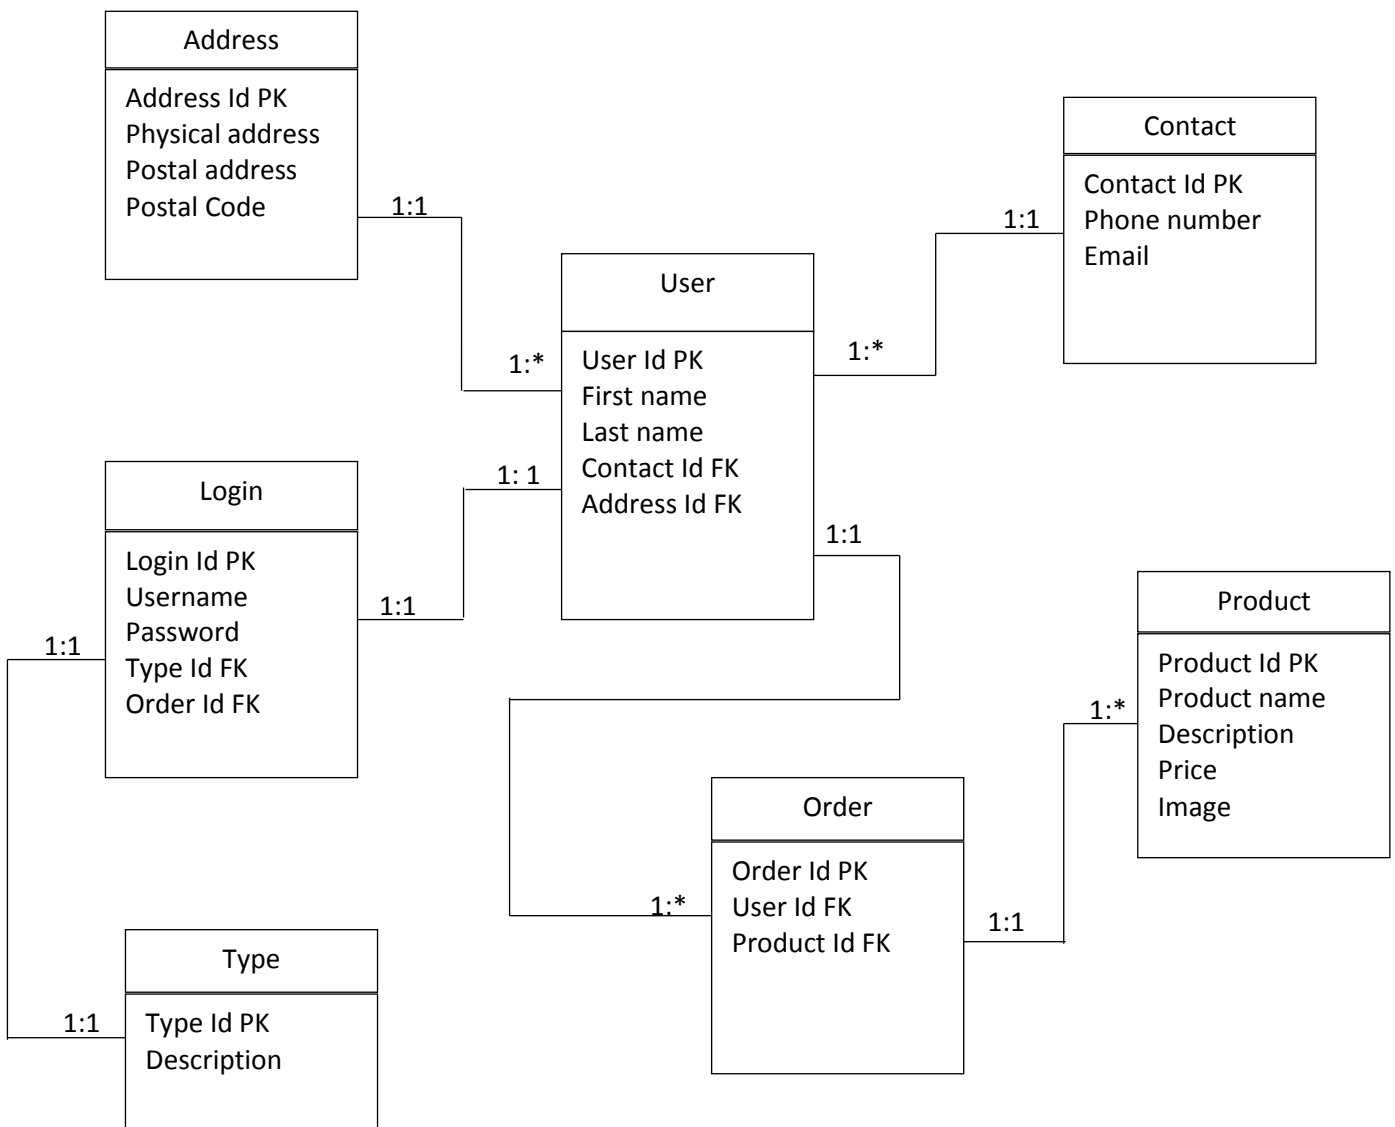 Address
Address Id PK
Physical address
Postal address
Postal Code
1:1
Contact
Contact Id PK
Phone number
Email
1:1
User
User Id PK
First name
Last name
Contact Id FK
Address Id FK
1:*
1:*
1: 1
1:1
Login
Login Id PK
Username
Password
Type Id FK
Order Id FK
1:1
1:1
Product
Product Id PK
Product name
Description
Price
Image
1:*
Order
Order Id PK
User Id FK
Product Id FK
1:*
1:1
Type
Type Id PK
Description
1:1